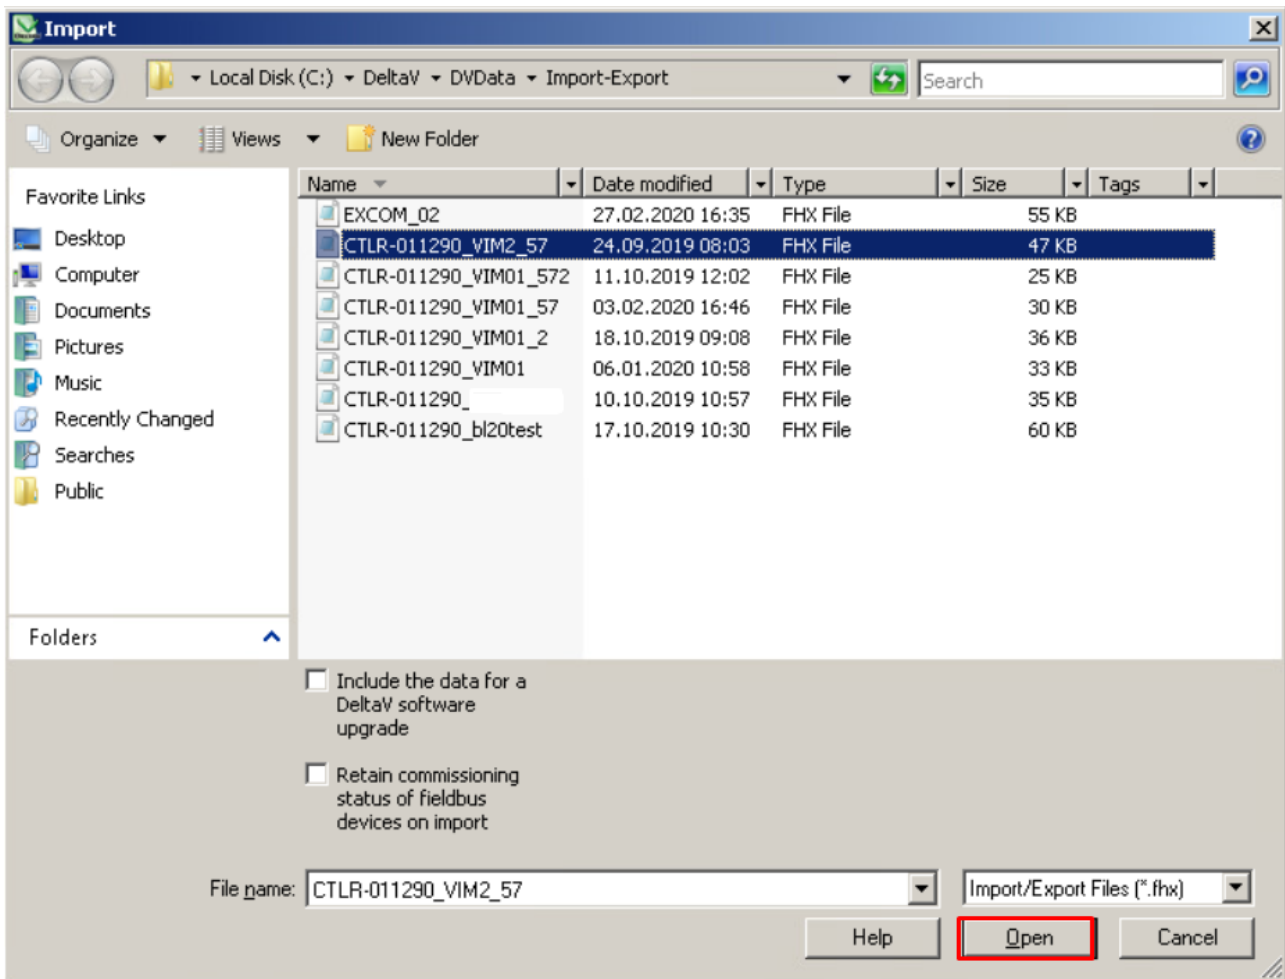 Import
Local Disk (C:) DeltaV DVData Import-Export Search
Organize Views New Folder
Favorite Links
Desktop
Computer
Documents
Pictures
Music
Recently Changed
Searches
Public
Folders
Name Date modified Type Size Tags
EXCOM_02 27.02.2020 16:35 FHX File 55 KB
CTLR-011290_VIM2_57 24.09.2019 08:03 FHX File 47 KB
CTLR-011290_VIM01_572 11.10.2019 12:02 FHX File 25 KB
CTLR-011290_VIM01_57 03.02.2020 16:46 FHX File 30 KB
CTLR-011290_VIM01_2 18.10.2019 09:08 FHX File 36 KB
CTLR-011290_VIM01 06.01.2020 10:58 FHX File 33 KB
CTLR-011290_ 10.10.2019 10:57 FHX File 35 KB
CTLR-011290_bl20test 17.10.2019 10:30 FHX File 60 KB
Include the data for a
DeltaV software
upgrade
Retain commissioning
status of fieldbus
devices on import
File name: CTLR-011290_VIM2_57 Import/Export Files (*.fhx)
Help Open Cancel